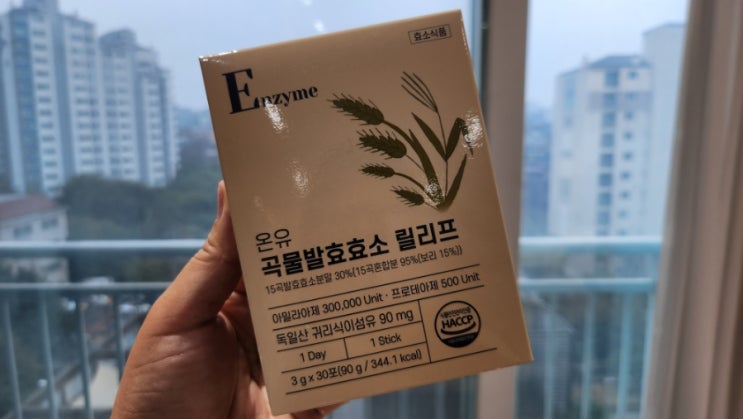 효소식품
Enzyme
온유
곡물발효효소 릴리프
15곡발효효소분말 30%(15곡혼합분 95%(보리 15%))
아밀라아제 300,000 Unit · 프로테아제 500 Unit
독일산 귀리식이섬유 90 mg
1 Day 1 Stick
3 g x 30포(90 g / 344.1 kcal)
HACCP